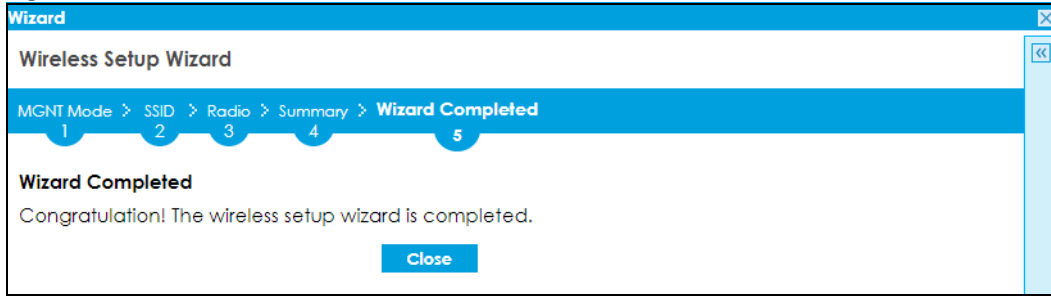 Wizard
Wireless Setup Wizard
MGNT Mode > SSID > Radio > Summary > Wizard Completed
1 2 3 4 5
Wizard Completed
Congratulation! The wireless setup wizard is completed.
Close